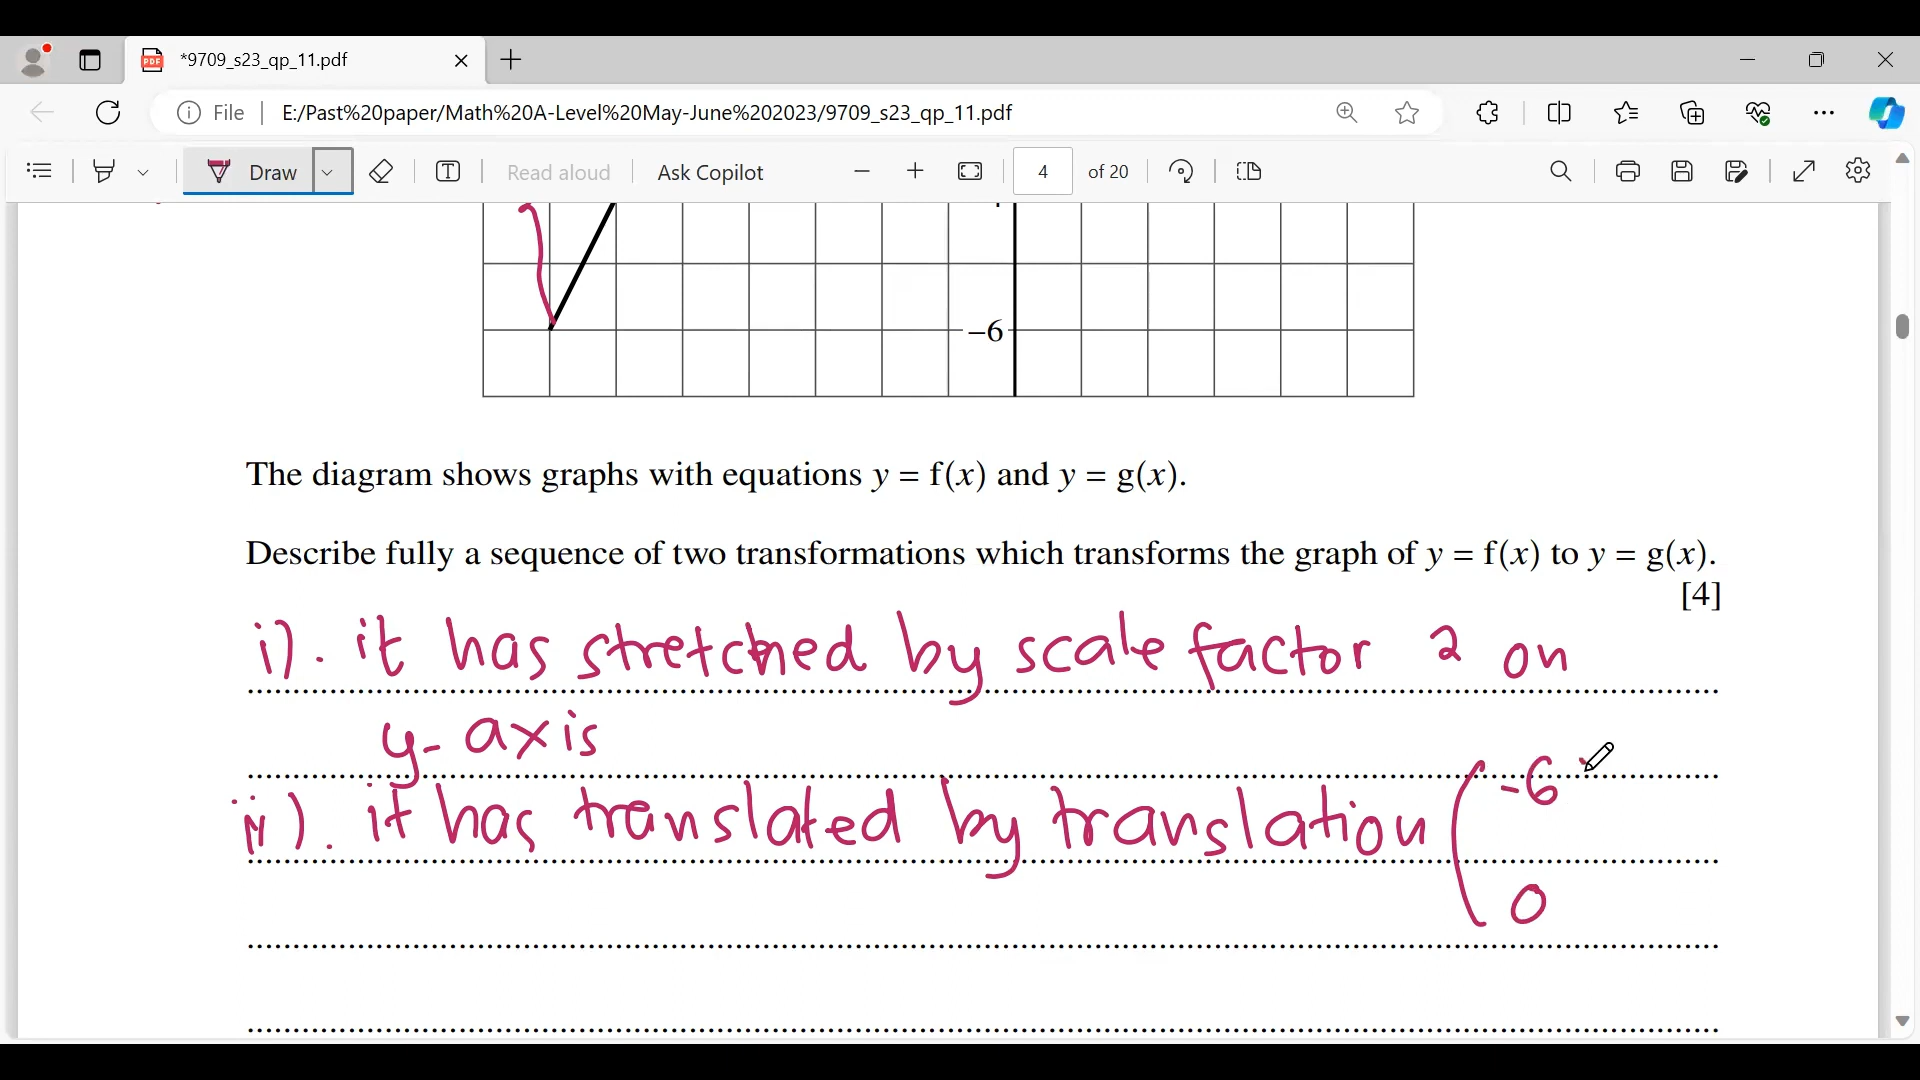 *9709_s23_qp_11.pdf
File E:/Past%20paper/Math%20A-Level%20May-June%202023/9709_s23_qp_11.pdf
Draw Read aloud Ask Copilot 4 of 20
−6
The diagram shows graphs with equations y = f(x) and y = g(x).
Describe fully a sequence of two transformations which transforms the graph of y = f(x) to y = g(x).
[4]
i). it has stretched by scale factor 2 on
y- axis
ii). it has translated by translation ( -6
0